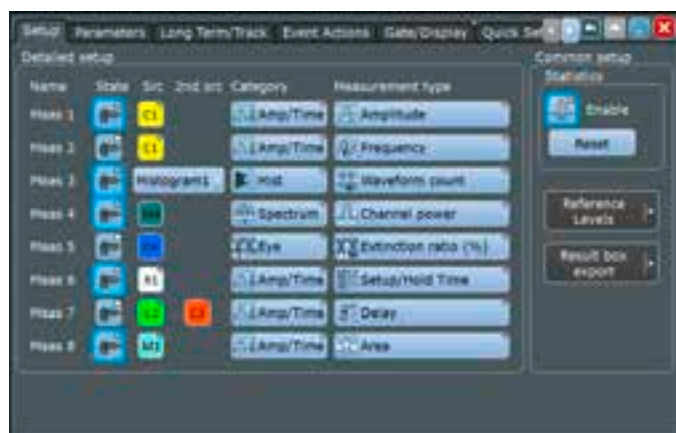 Setup Parameters Long Term/Track Event Actions Gate/Display Quick
Detailed setup Common setup
Name State Src 2nd src Category Measurement type Statistics
Meas 1 C1 Amp/Time Amplitude Enable
Meas 2 C1 Amp/Time Frequency Reset
Meas 3 Histogram1 Hist Waveform count
Meas 4 Spectrum Channel power Reference Levels
Meas 5 Eye Extinction ratio (%) Result box export
Meas 6 R1 Amp/Time Setup/Hold Time
Meas 7 Amp/Time Delay
Meas 8 M1 Amp/Time Area